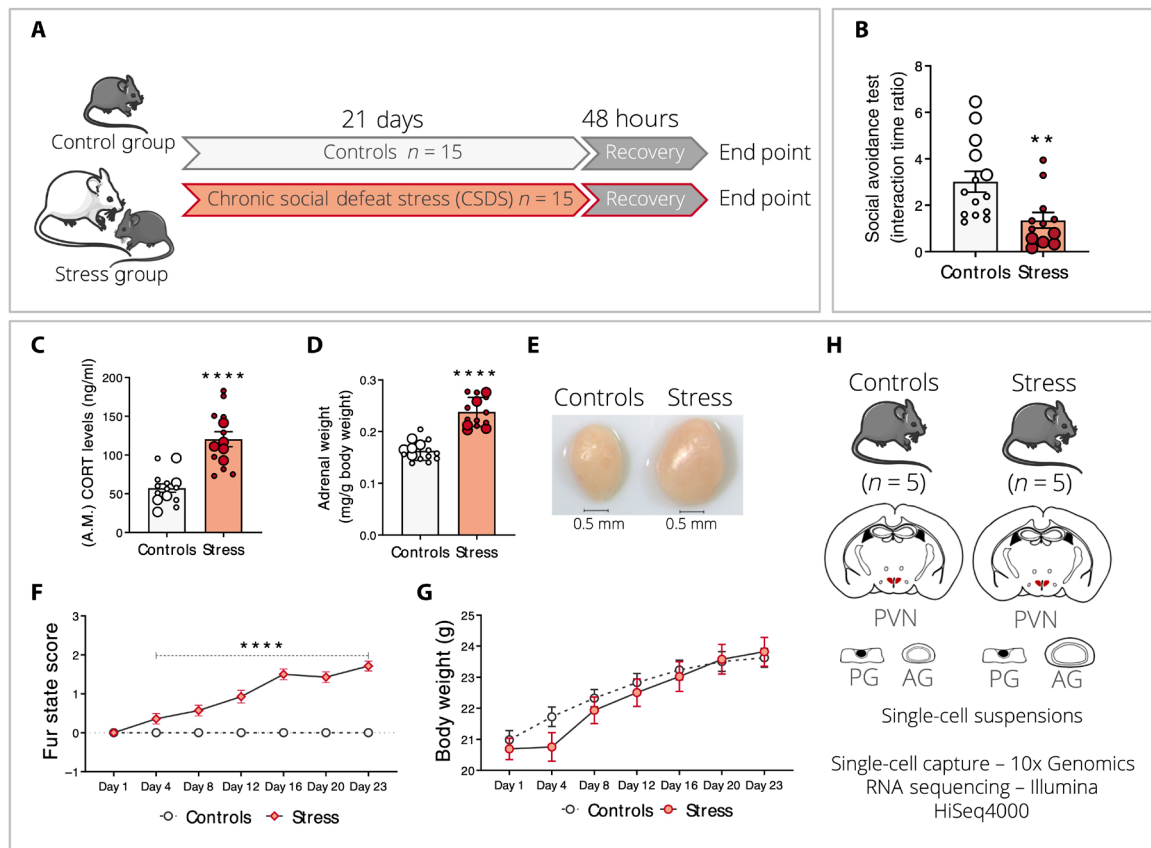 A
Control group
Stress group
21 days
48 hours
Controls n = 15
Recovery
End point
Chronic social defeat stress (CSDS) n = 15
Recovery
End point
B
Social avoidance test
(interaction time ratio)
8
6
4
2
0
**
Controls Stress
C
(A.M.) CORT levels (ng/ml)
200
150
100
50
0
****
Controls Stress
D
Adrenal weight
(mg/g body weight)
0.3
0.2
0.1
0.0
****
Controls Stress
E
Controls Stress
0.5 mm 0.5 mm
F
Fur state score
3
2
1
0
–1
****
Day 1 Day 4 Day 8 Day 12 Day 16 Day 20 Day 23
Controls Stress
G
Body weight (g)
25
24
23
22
21
20
Day 1 Day 4 Day 8 Day 12 Day 16 Day 20 Day 23
Controls Stress
H
Controls Stress
(n = 5) (n = 5)
PVN PVN
PG AG PG AG
Single-cell suspensions
Single-cell capture – 10x Genomics
RNA sequencing – Illumina
HiSeq4000